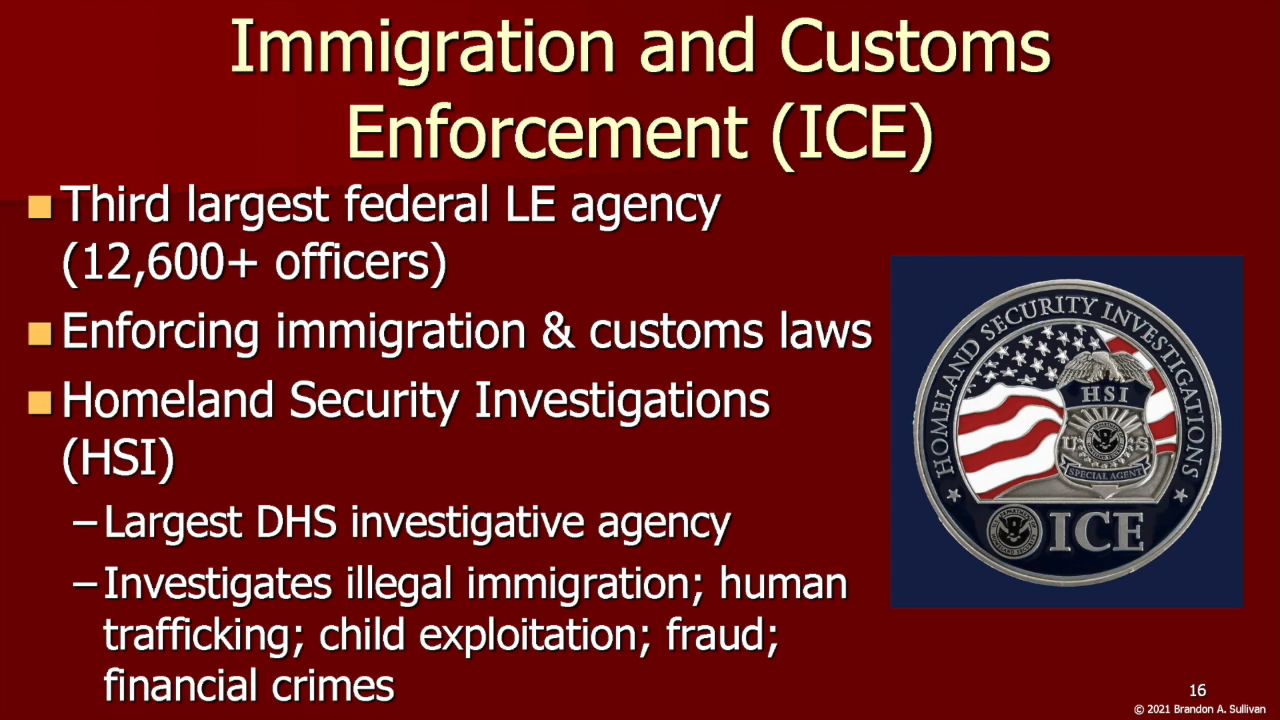 Immigration and Customs
Enforcement (ICE)
Third largest federal LE agency
(12,600+ officers)
Enforcing immigration & customs laws
Homeland Security Investigations
(HSI)
–Largest DHS investigative agency
–Investigates illegal immigration; human
trafficking; child exploitation; fraud;
financial crimes
HOMELAND SECURITY INVESTIGATIONS
HSI
U S
SPECIAL AGENT
ICE
16
© 2021 Brandon A. Sullivan